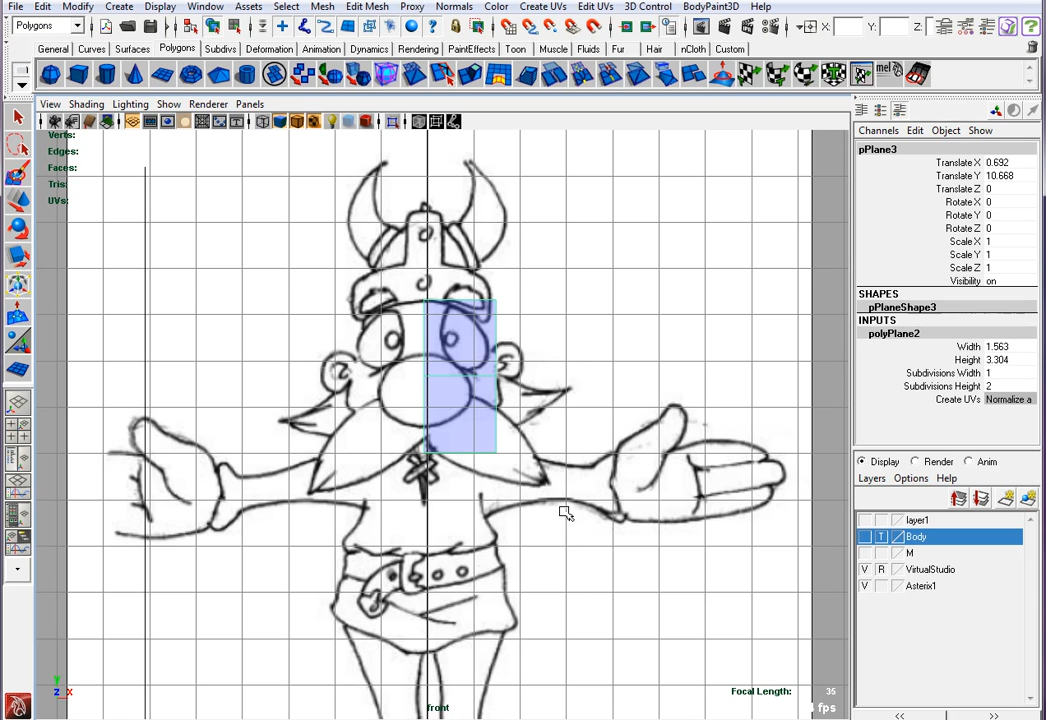 File Edit Modify Create Display Window Assets Select Mesh Edit Mesh Proxy Normals Color Create UVs Edit UVs 3D Control BodyPaint3D Help
Polygons X: Y: Z:
General Curves Surfaces Polygons Subdivs Deformation Animation Dynamics Rendering PaintEffects Toon Muscle Fluids Fur Hair nCloth Custom
mel
View Shading Lighting Show Renderer Panels
Channels Edit Object Show
Verts:
Edges:
Faces:
Tris:
UVs:
pPlane3
Translate X 0.692
Translate Y 10.668
Translate Z 0
Rotate X 0
Rotate Y 0
Rotate Z 0
Scale X 1
Scale Y 1
Scale Z 1
Visibility on
SHAPES
pPlaneShape3
INPUTS
polyPlane2
Width 1.563
Height 3.304
Subdivisions Width 1
Subdivisions Height 2
Create UVs Normalize a
Display Render Anim
Layers Options Help
layer1
T Body
M
V R VirtualStudio
V Asterix1
Y
Z X
front
Focal Length: 35
fps
<< >>